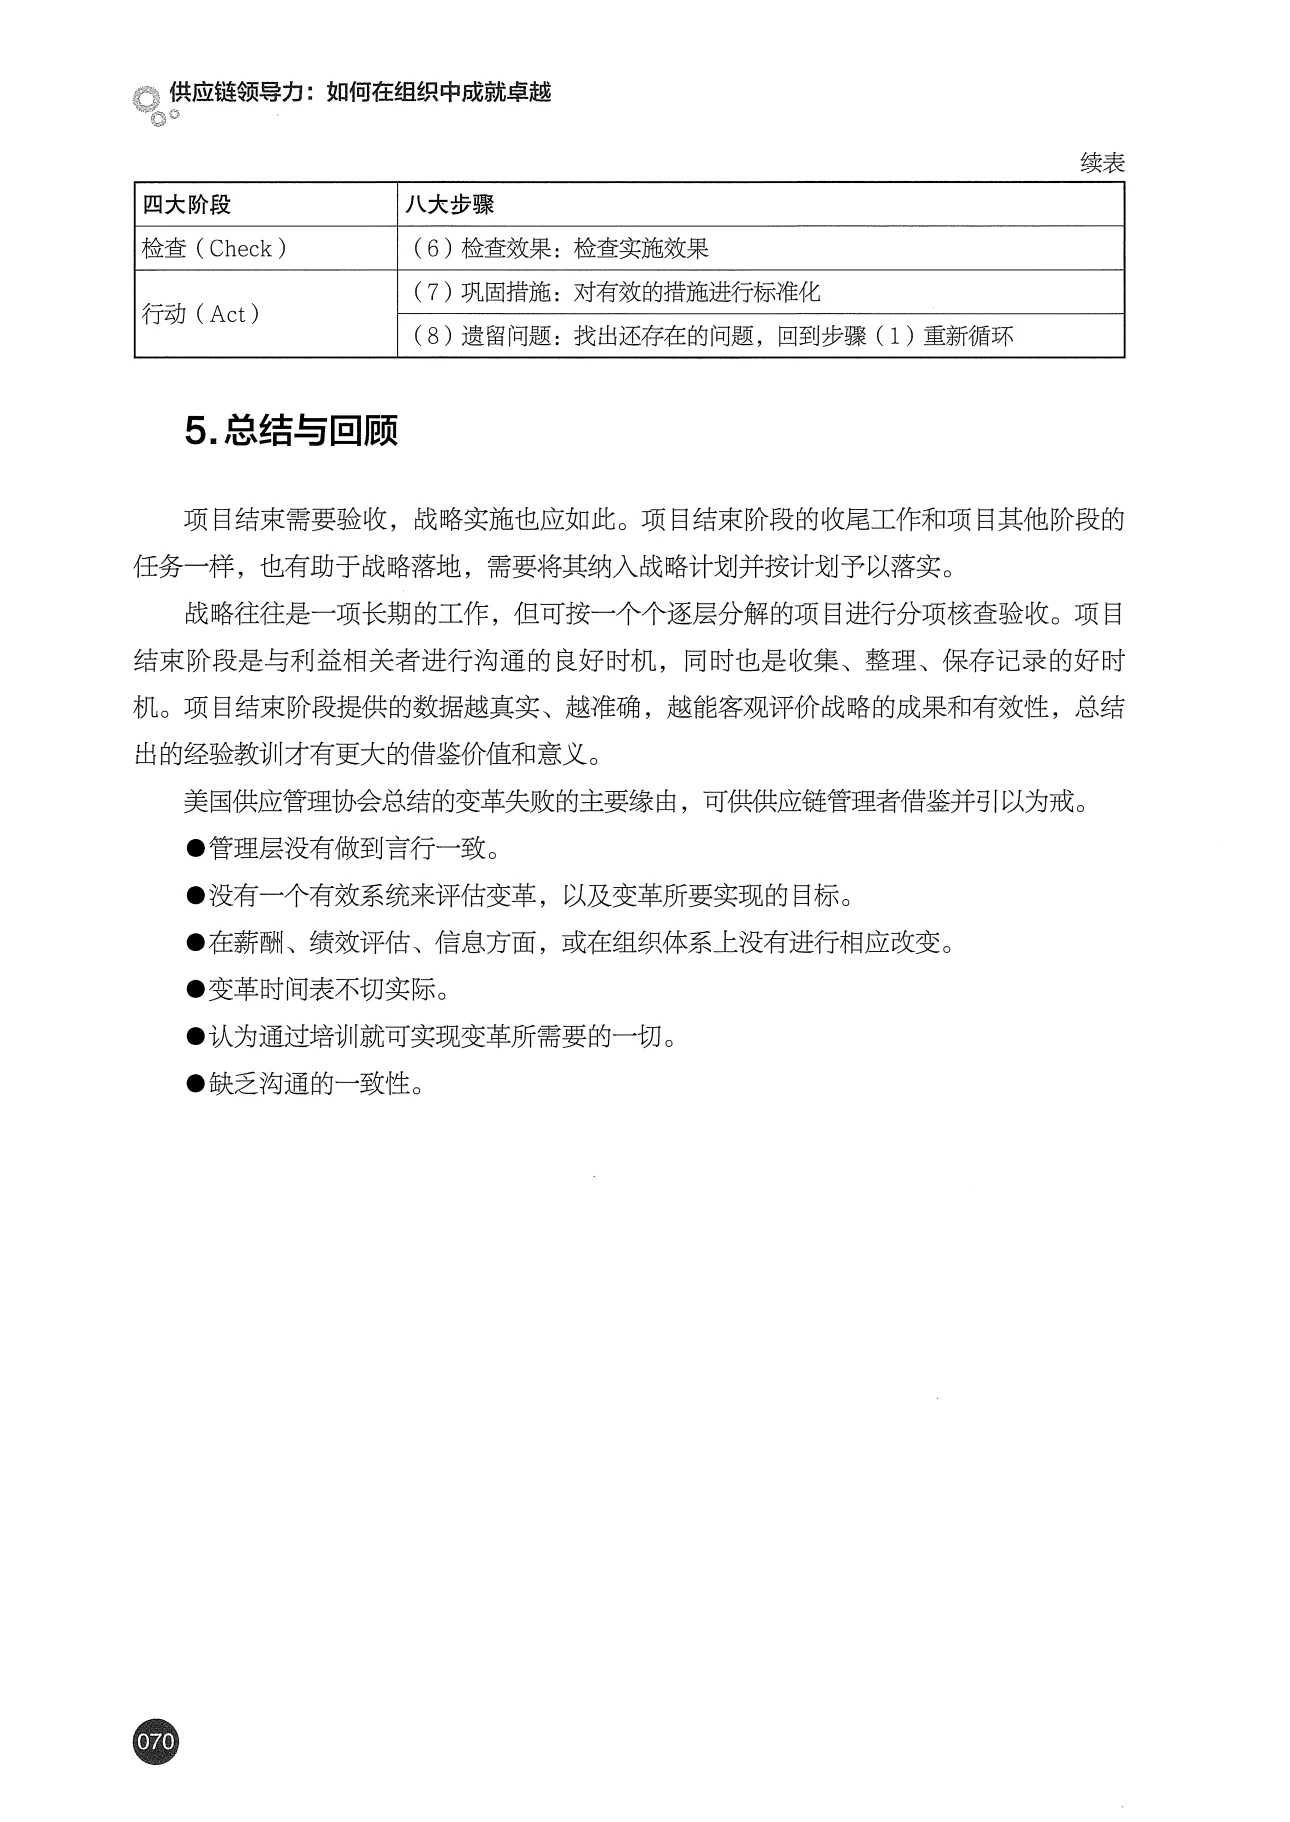 供应链领导力：如何在组织中成就卓越
续表
四大阶段 八大步骤
检查（Check） （6）检查效果：检查实施效果
行动（Act） （7）巩固措施：对有效的措施进行标准化
（8）遗留问题：找出还存在的问题，回到步骤（1）重新循环
5.总结与回顾
项目结束需要验收，战略实施也应如此。项目结束阶段的收尾工作和项目其他阶段的
任务一样，也有助于战略落地，需要将其纳入战略计划并按计划予以落实。
战略往往是一项长期的工作，但可按一个个逐层分解的项目进行分项核查验收。项目
结束阶段是与利益相关者进行沟通的良好时机，同时也是收集、整理、保存记录的好时
机。项目结束阶段提供的数据越真实、越准确，越能客观评价战略的成果和有效性，总结
出的经验教训才有更大的借鉴价值和意义。
美国供应管理协会总结的变革失败的主要缘由，可供供应链管理者借鉴并引以为戒。
●管理层没有做到言行一致。
●没有一个有效系统来评估变革，以及变革所要实现的目标。
●在薪酬、绩效评估、信息方面，或在组织体系上没有进行相应改变。
●变革时间表不切实际。
●认为通过培训就可实现变革所需要的一切。
●缺乏沟通的一致性。
070